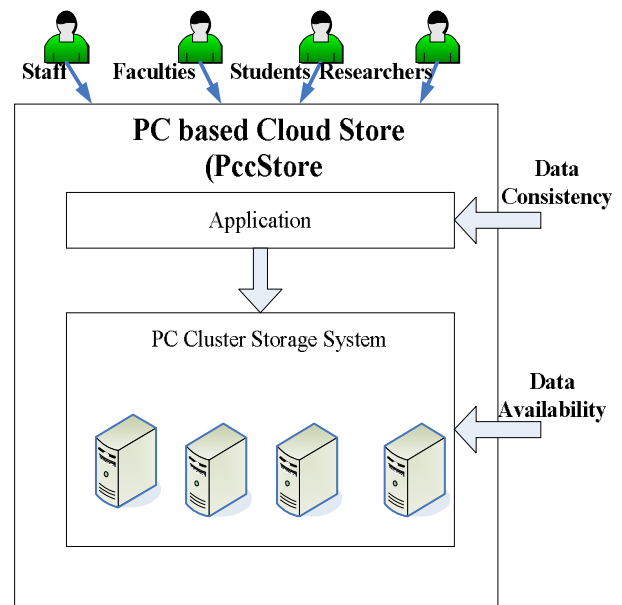 Staff Faculties Students Researchers
PC based Cloud Store
(PccStore
Data
Consistency
Application
PC Cluster Storage System
Data
Availability